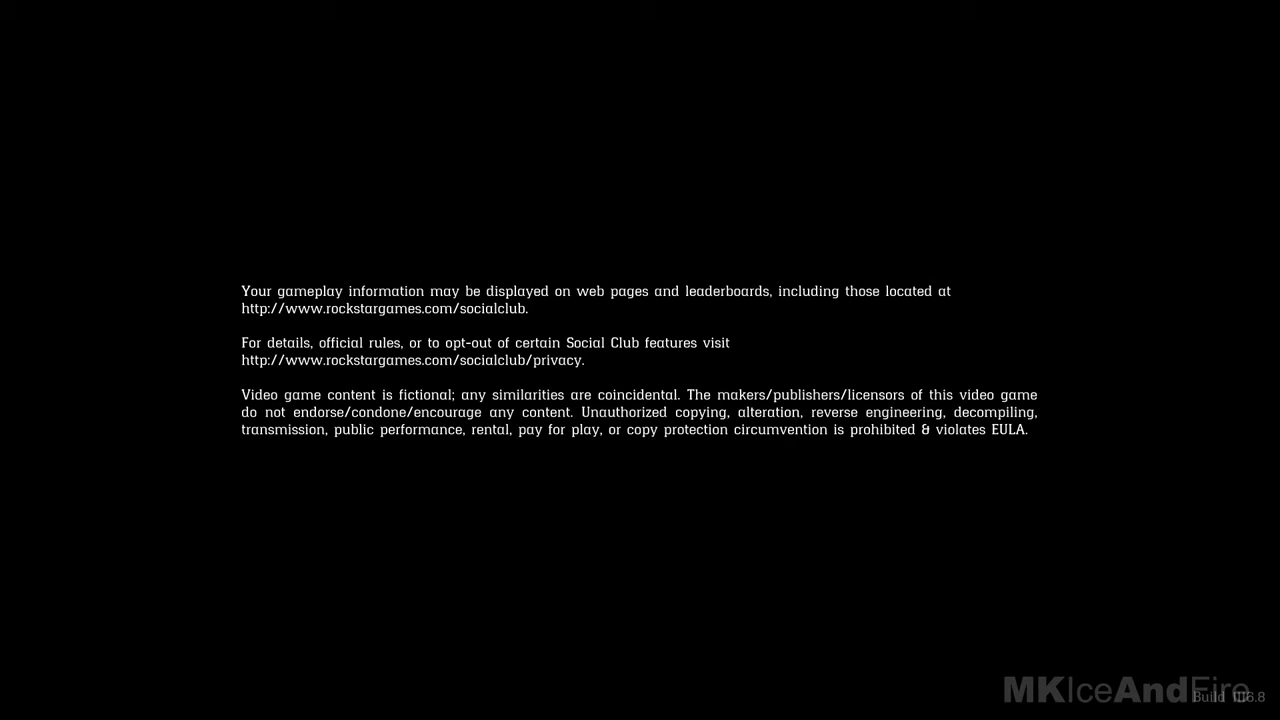 Your gameplay information may be displayed on web pages and leaderboards, including those located at
http://www.rockstargames.com/socialclub.
For details, official rules, or to opt-out of certain Social Club features visit
http://www.rockstargames.com/socialclub/privacy.
Video game content is fictional; any similarities are coincidental. The makers/publishers/licensors of this video game
do not endorse/condone/encourage any content. Unauthorized copying, alteration, reverse engineering, decompiling,
transmission, public performance, rental, pay for play, or copy protection circumvention is prohibited & violates EULA.
MKIceAndFire
Build